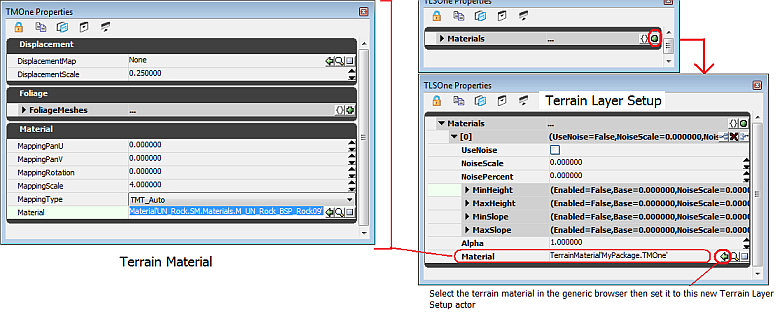 TMOne Properties
Displacement
DisplacementMap None
DisplacementScale 0.250000
Foliage
FoliageMeshes ...
Material
MappingPanU 0.000000
MappingPanV 0.000000
MappingRotation 0.000000
MappingScale 4.000000
MappingType TMT_Auto
Material Material'UN_Rock.SM.Materials.M_UN_Rock_BSP_Rock09'
Terrain Material
Materials ...
TLSOne Properties
Terrain Layer Setup
Materials ...
[0] (UseNoise=False,NoiseScale=0.000000,Nois
UseNoise
NoiseScale 0.000000
NoisePercent 0.000000
MinHeight (Enabled=False,Base=0.000000,NoiseScale=0.0000
MaxHeight (Enabled=False,Base=0.000000,NoiseScale=0.0000
MinSlope (Enabled=False,Base=0.000000,NoiseScale=0.0000
MaxSlope (Enabled=False,Base=0.000000,NoiseScale=0.0000
Alpha 1.000000
Material TerrainMaterial'MyPackage.TMOne'
Select the terrain material in the generic browser then set it to this new Terrain Layer
Setup actor